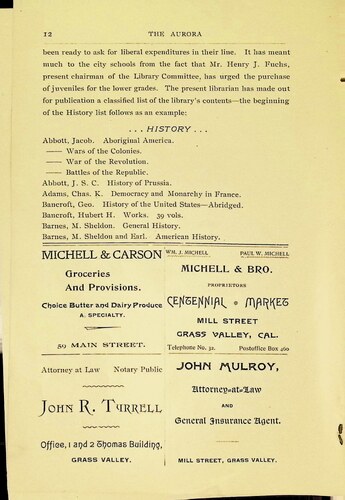 12 THE AURORA
been ready to ask for liberal expenditures in their line. It has meant
much to the city schools from the fact that Mr. Henry J. Fuchs,
present chairman of the Library Committee, has urged the purchase
of juveniles for the lower grades. The present librarian has made out
for publication a classified list of the library's contents—the beginning
of the History list follows as an example:
... HISTORY ...
Abbott, Jacob. Aboriginal America.
—— Wars of the Colonies.
—— War of the Revolution.
—— Battles of the Republic.
Abbott, J. S. C. History of Prussia.
Adams, Chas. K. Democracy and Monarchy in France.
Bancroft, Geo. History of the United States—Abridged.
Bancroft, Hubert H. Works. 39 vols.
Barnes, M. Sheldon. General History.
Barnes, M. Sheldon and Earl. American History.
MICHELL & CARSON
Groceries
And Provisions.
Choice Butter and Dairy Produce
A SPECIALTY.
59 MAIN STREET.
WM. J. MICHELL PAUL W. MICHELL
MICHELL & BRO.
PROPRIETORS
CENTENNIAL MARKET
MILL STREET
GRASS VALLEY, CAL.
Telephone No. 32. Postoffice Box 460
Attorney at Law Notary Public
JOHN R. TYRRELL
Office, 1 and 2 Thomas Building,
GRASS VALLEY.
JOHN MULROY,
Attorney-at-Law
AND
General Insurance Agent.
MILL STREET, GRASS VALLEY.